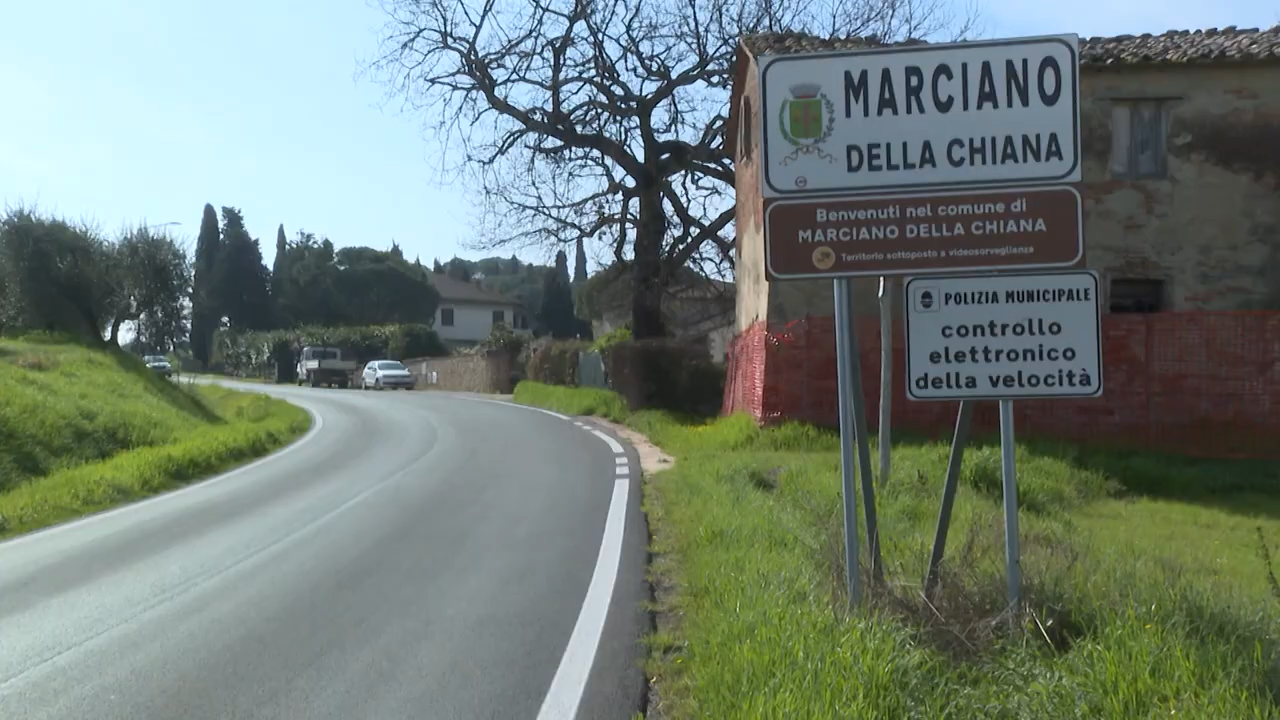 MARCIANO
DELLA CHIANA
Benvenuti nel comune di
MARCIANO DELLA CHIANA
Territorio sottoposto a videosorveglianza
POLIZIA MUNICIPALE
controllo
elettronico
della velocità